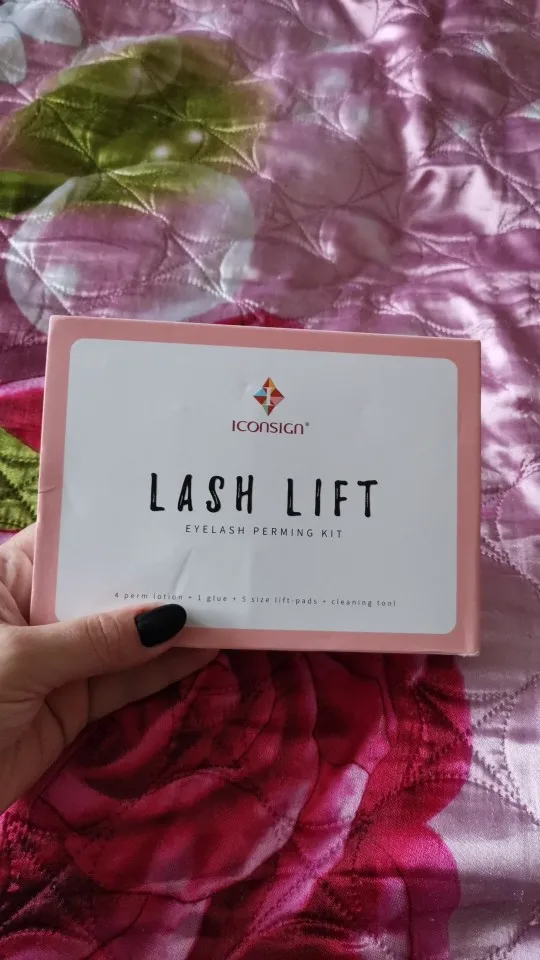 I
ICONSIGN®
LASH LIFT
EYELASH PERMING KIT
4 perm lotion + 1 glue + 5 size lift-pads + cleaning tool